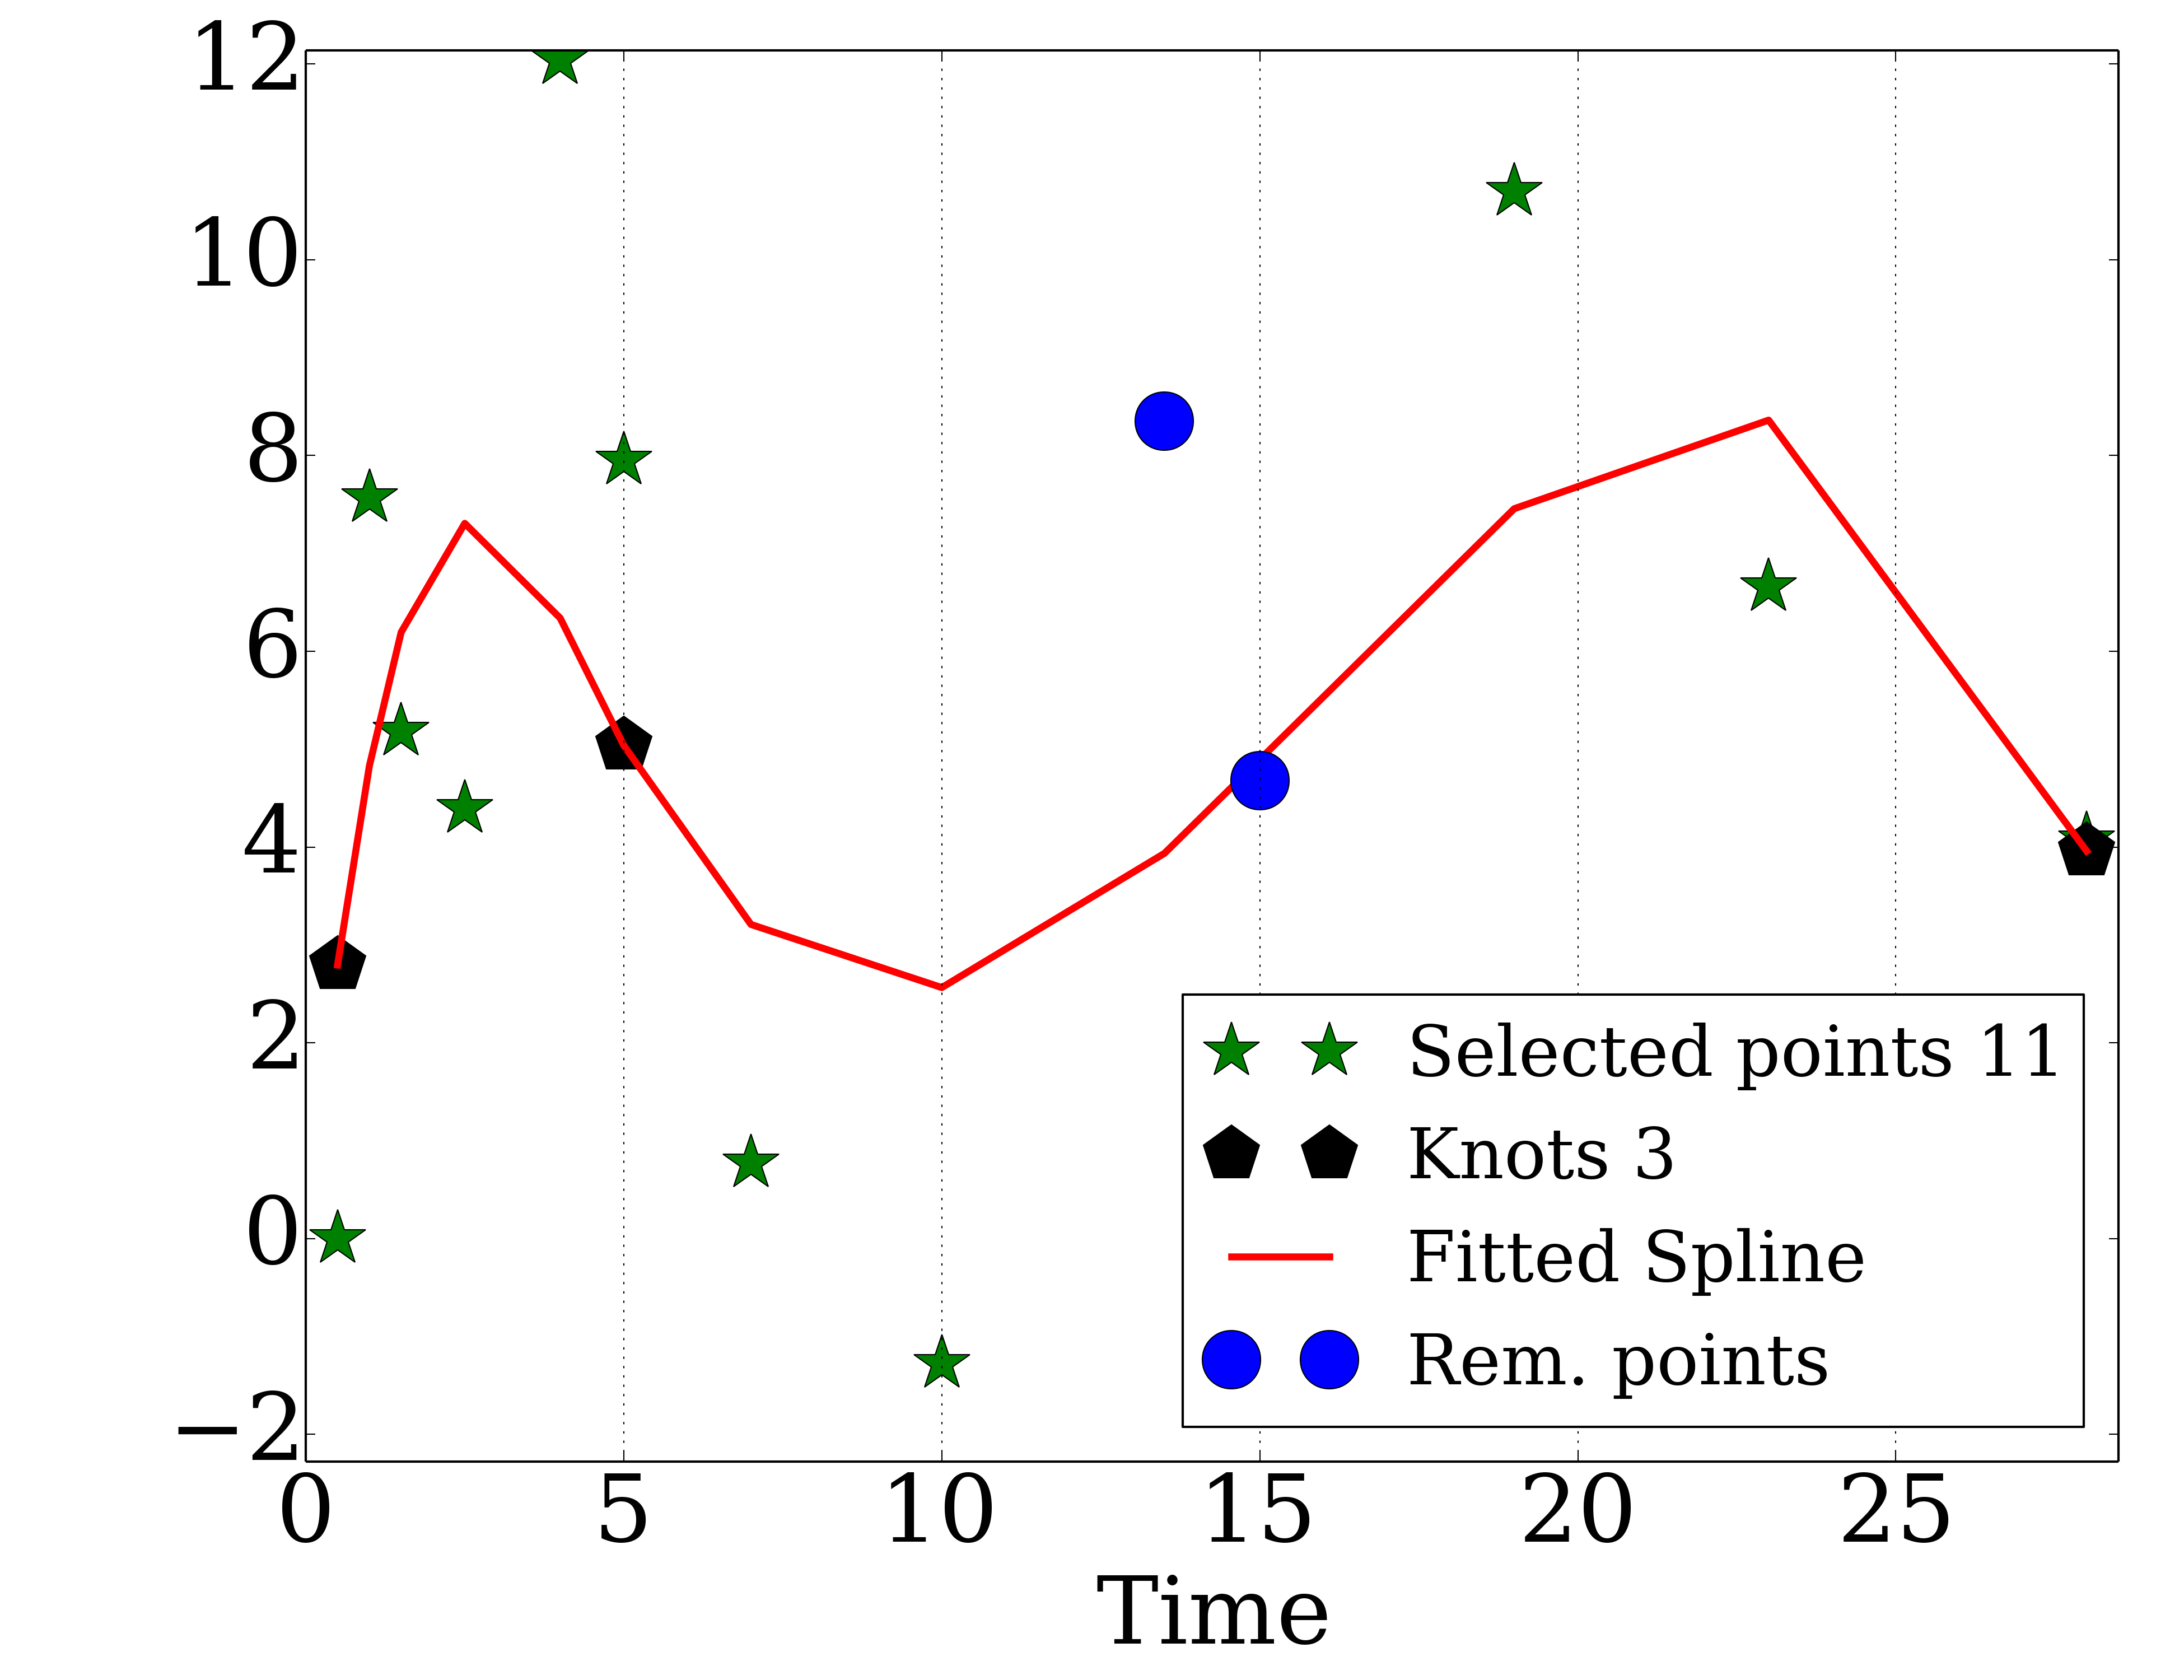 12
10
8
6
4
2
0
−2
0 5 10 15 20 25
Time
Selected points 11
Knots 3
Fitted Spline
Rem. points